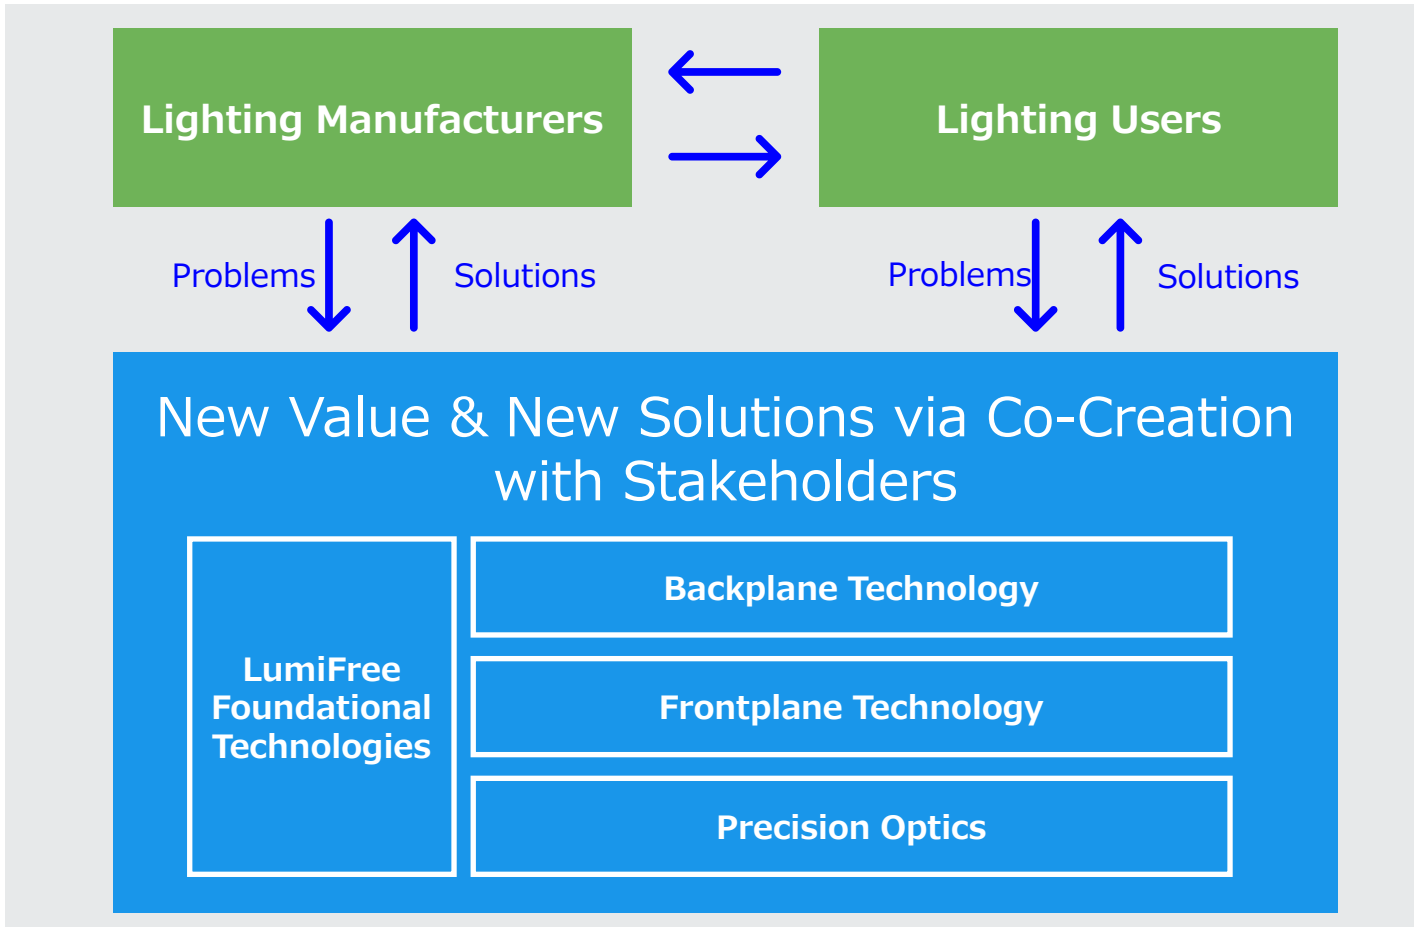 Lighting Manufacturers
Lighting Users
Problems
Solutions
Problems
Solutions
New Value & New Solutions via Co-Creation
with Stakeholders
LumiFree
Foundational
Technologies
Backplane Technology
Frontplane Technology
Precision Optics